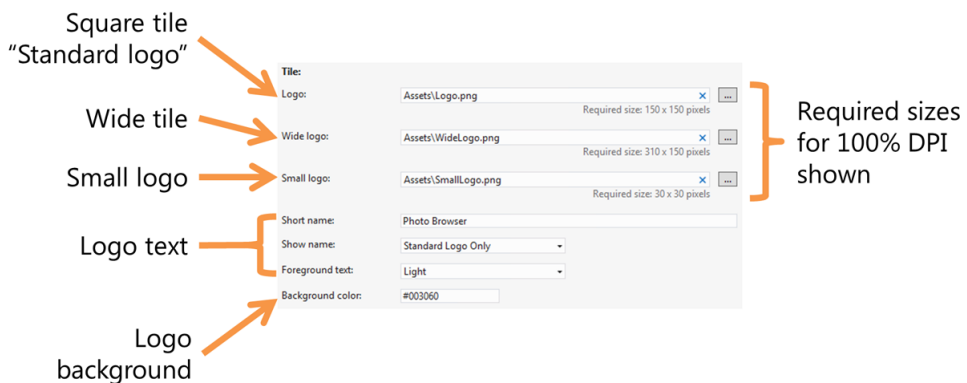 Square tile
“Standard logo”
Wide tile
Small logo
Logo text
Logo
background
Tile:
Logo:
Assets\Logo.png
...
Required size: 150 x 150 pixels
Wide logo:
Assets\WideLogo.png
...
Required size: 310 x 150 pixels
Small logo:
Assets\SmallLogo.png
...
Required size: 30 x 30 pixels
Short name:
Photo Browser
Show name:
Standard Logo Only
Foreground text:
Light
Background color:
#003060
Required sizes
for 100% DPI
shown